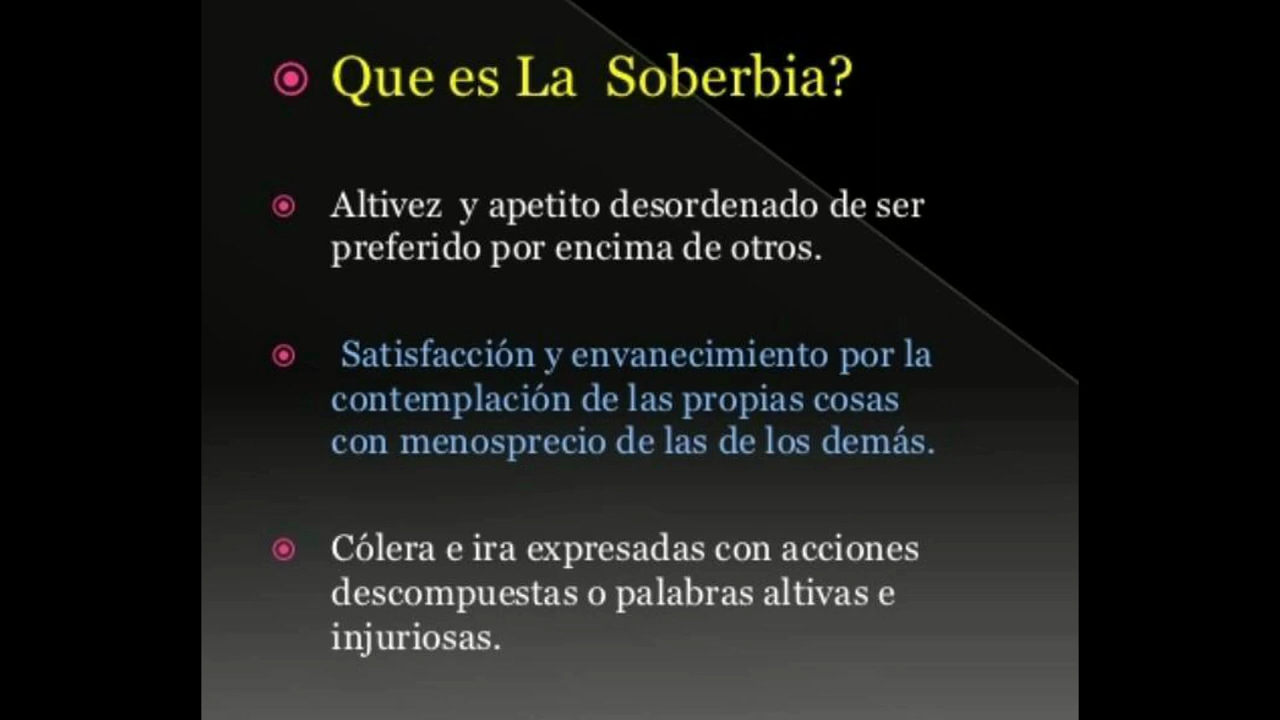 Que es La Soberbia?
Altivez y apetito desordenado de ser
preferido por encima de otros.
Satisfacción y envanecimiento por la
contemplación de las propias cosas
con menosprecio de las de los demás.
Cólera e ira expresadas con acciones
descompuestas o palabras altivas e
injuriosas.